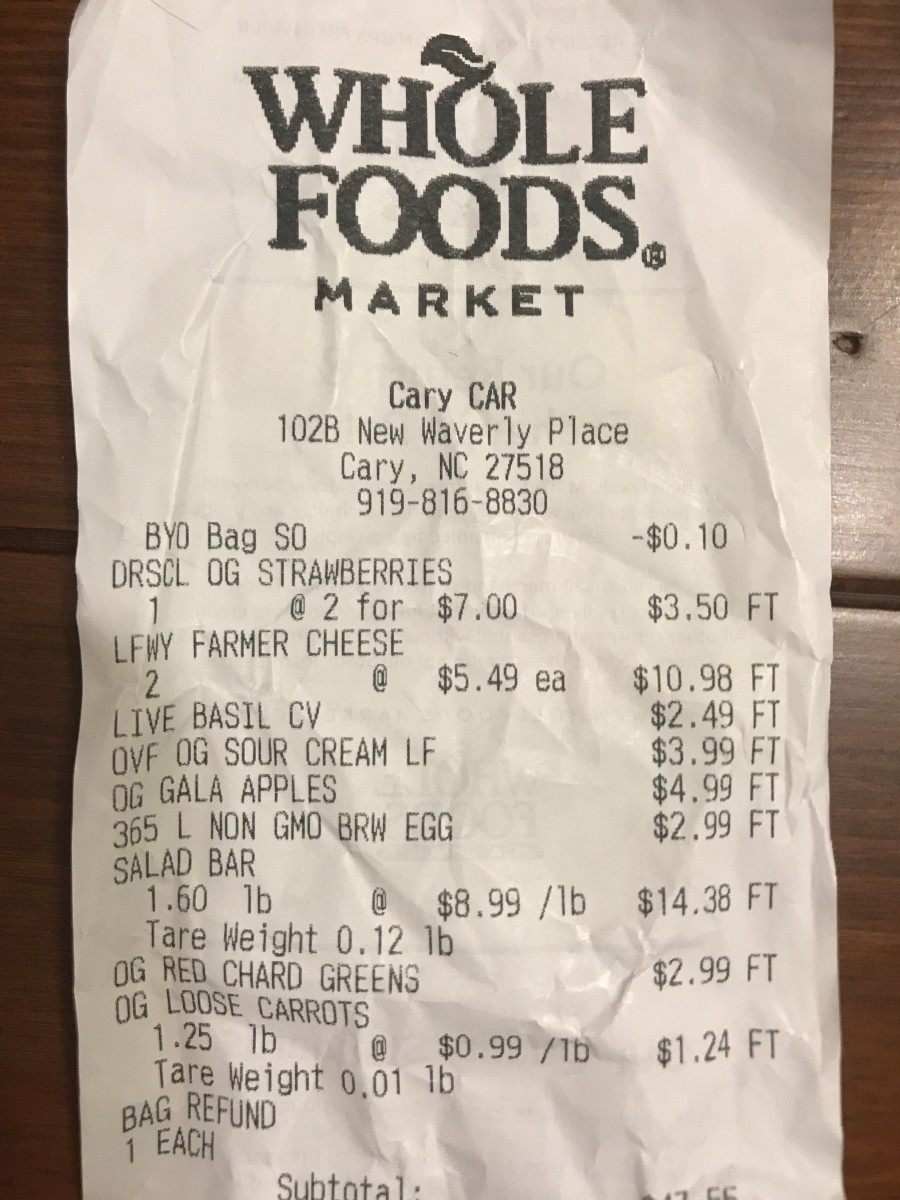 WHOLE
FOODS®
MARKET
Cary CAR
102B New Waverly Place
Cary, NC 27518
919-816-8830
BYO Bag SO -$0.10
DRSCL OG STRAWBERRIES
1 @ 2 for $7.00 $3.50 FT
LFWY FARMER CHEESE
2 @ $5.49 ea $10.98 FT
LIVE BASIL CV $2.49 FT
OVF OG SOUR CREAM LF $3.99 FT
OG GALA APPLES $4.99 FT
365 L NON GMO BRW EGG $2.99 FT
SALAD BAR
1.60 lb @ $8.99 /lb $14.38 FT
Tare Weight 0.12 lb
OG RED CHARD GREENS $2.99 FT
OG LOOSE CARROTS
1.25 lb @ $0.99 /lb $1.24 FT
Tare Weight 0.01 lb
BAG REFUND
1 EACH
Subtotal: